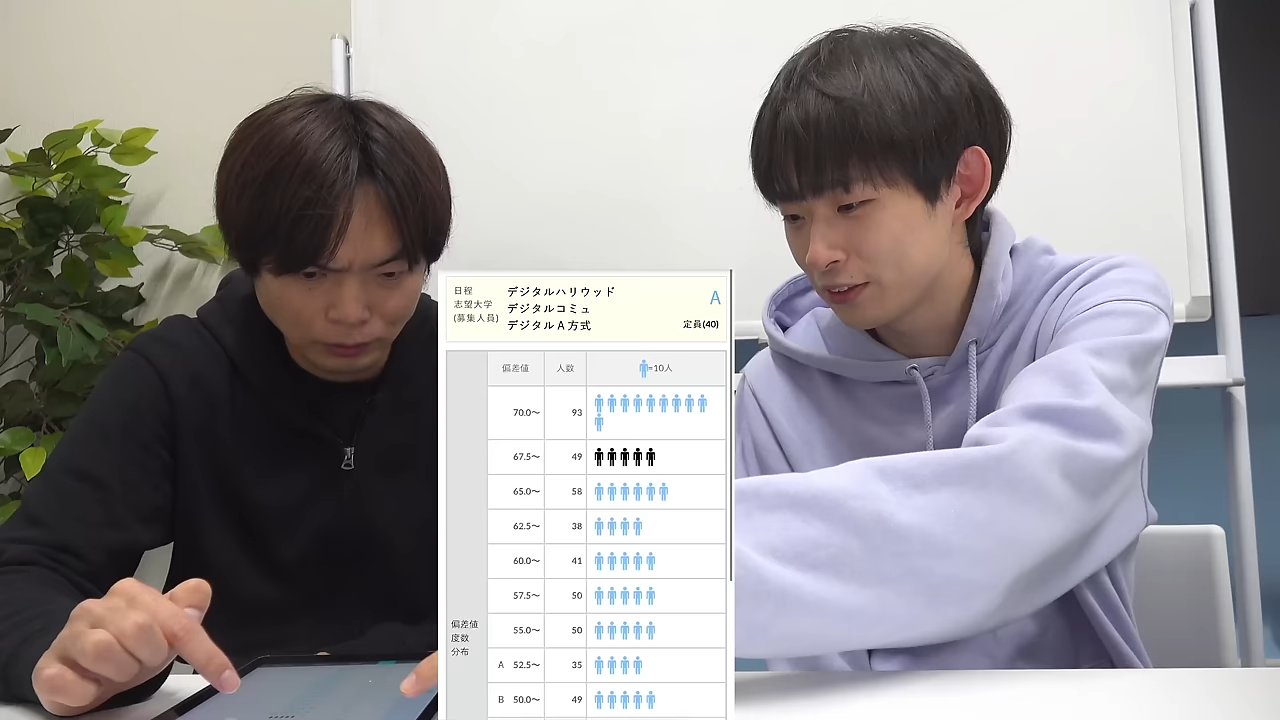 日程 デジタルハリウッド
志望大学 デジタルコミュ A
(募集人員) デジタルA方式 定員(40)
偏差値 人数 =10人
70.0〜 93
67.5〜 49
65.0〜 58
62.5〜 38
60.0〜 41
57.5〜 50
55.0〜 50
偏差値
度数
分布
A 52.5〜 35
B 50.0〜 49